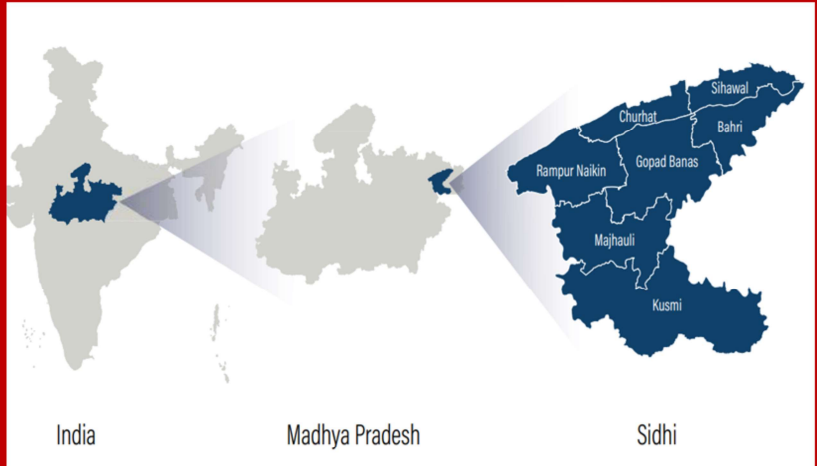 Sihawal
Churhat
Bahri
Gopad Banas
Rampur Naikin
Majhauli
Kusmi
India
Madhya Pradesh
Sidhi